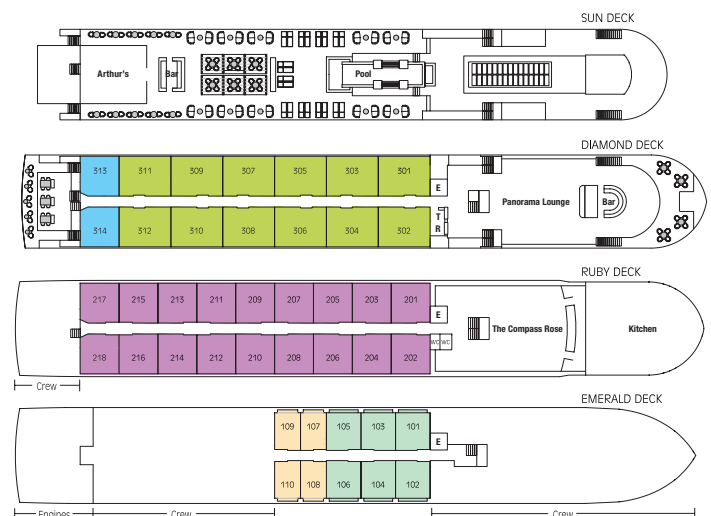 SUN DECK
Arthur's
Bar
Pool
DIAMOND DECK
313 311 309 307 305 303 301
E
Panorama Lounge
Bar
T
R
314 312 310 308 306 304 302
RUBY DECK
217 215 213 211 209 207 205 203 201
E
The Compass Rose
Kitchen
WC WC
218 216 214 212 210 208 206 204 202
Crew
EMERALD DECK
109 107 105 103 101
E
110 108 106 104 102
Engines Crew Crew